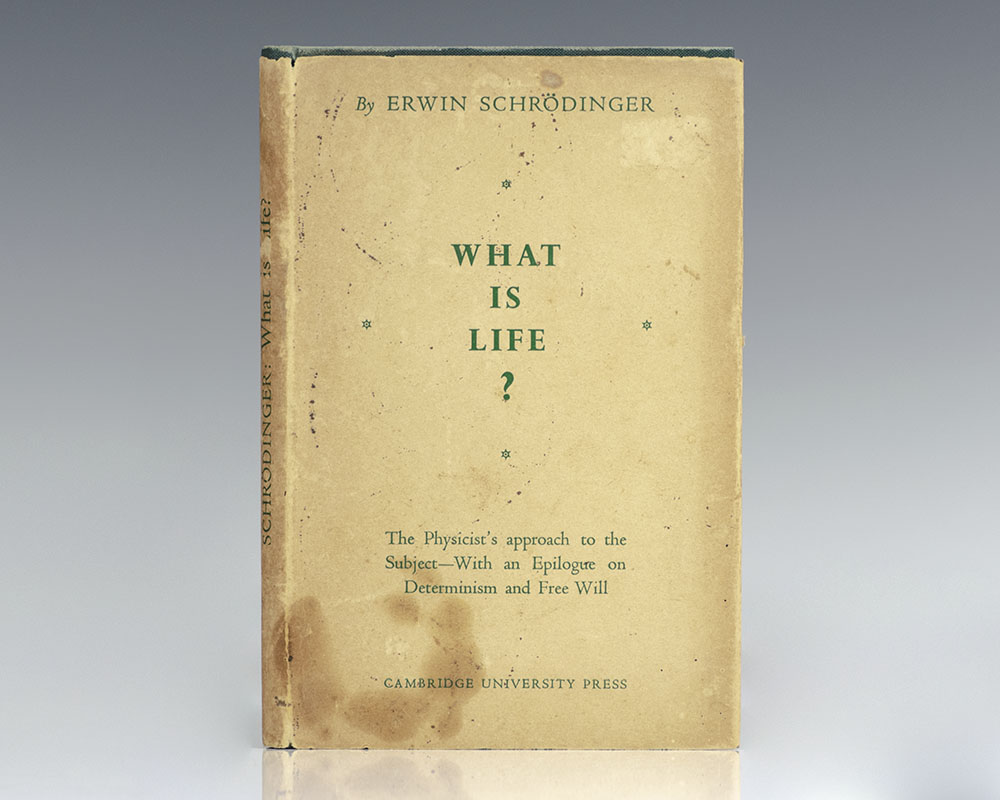 By ERWIN SCHRÖDINGER
WHAT
IS
LIFE
?
The Physicist's approach to the
Subject—With an Epilogue on
Determinism and Free Will
CAMBRIDGE UNIVERSITY PRESS
SCHRÖDINGER: What is Life?